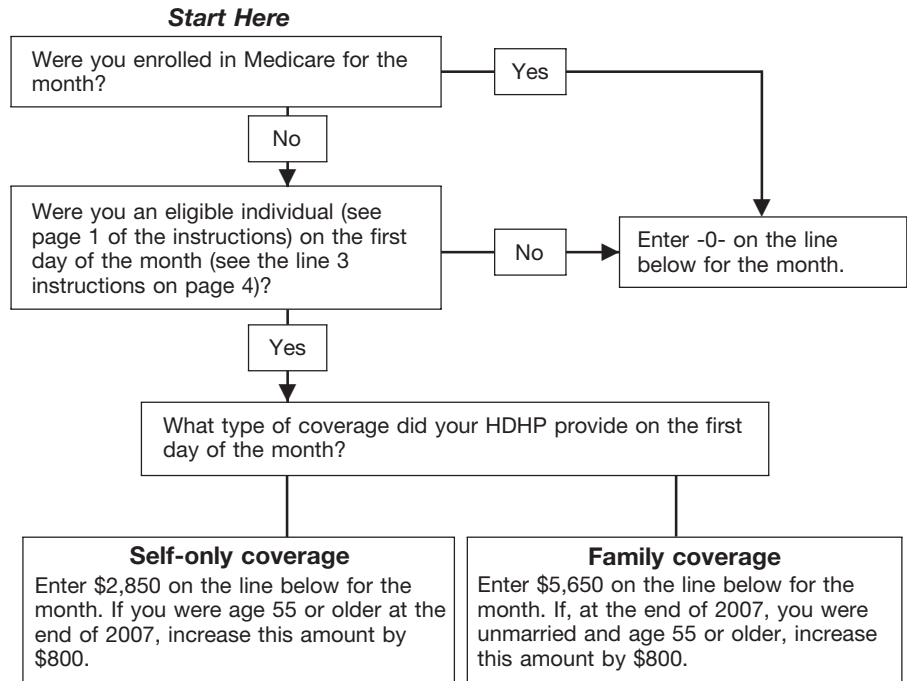 Start Here
Were you enrolled in Medicare for the
month?
Yes
No
Were you an eligible individual (see
page 1 of the instructions) on the first
day of the month (see the line 3
instructions on page 4)?
No
Enter -0- on the line
below for the month.
Yes
What type of coverage did your HDHP provide on the first
day of the month?
Self-only coverage
Enter $2,850 on the line below for the
month. If you were age 55 or older at the
end of 2007, increase this amount by
$800.
Family coverage
Enter $5,650 on the line below for the
month. If, at the end of 2007, you were
unmarried and age 55 or older, increase
this amount by $800.